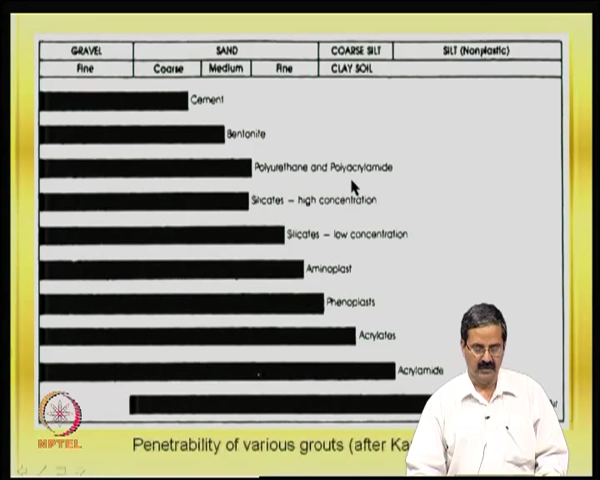 GRAVEL SAND COARSE SILT SILT (Nonplastic)
Fine Coarse Medium Fine CLAY SOIL
Cement
Bentonite
Polyurethane and Polyacrylamide
Silicates – high concentration
Silicates – low concentration
Aminoplast
Phenoplasts
Acrylates
Acrylamide
NPTEL
Penetrability of various grouts (after